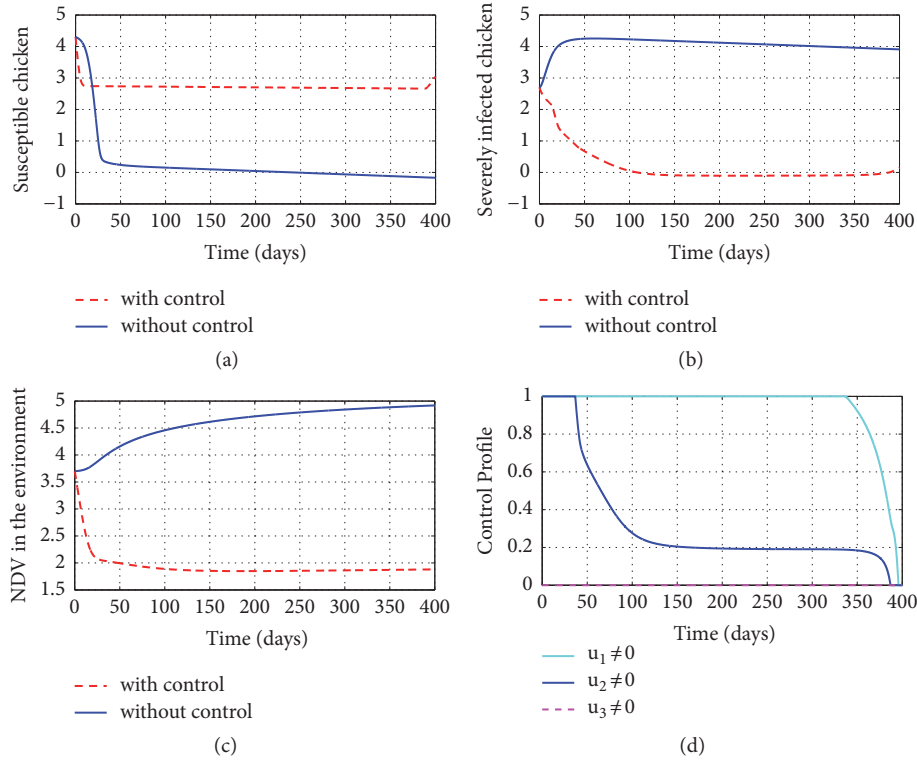 5
4
3
2
1
0
−1
Susceptible chicken
0 50 100 150 200 250 300 350 400
Time (days)
with control
without control
(a)
5
4
3
2
1
0
−1
Severely infected chicken
0 50 100 150 200 250 300 350 400
Time (days)
with control
without control
(b)
5
4.5
4
3.5
3
2.5
2
1.5
NDV in the environment
0 50 100 150 200 250 300 350 400
Time (days)
with control
without control
(c)
1
0.8
0.6
0.4
0.2
0
Control Profile
0 50 100 150 200 250 300 350 400
Time (days)
u₁≠0
u₂≠0
u₃≠0
(d)